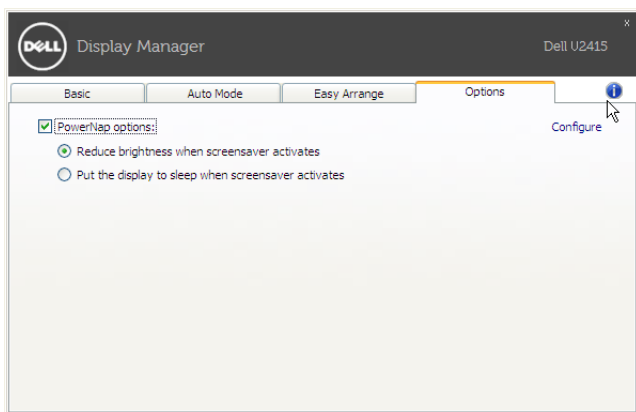 x
DELL Display Manager Dell U2415
Basic Auto Mode Easy Arrange Options i
PowerNap options: Configure
Reduce brightness when screensaver activates
Put the display to sleep when screensaver activates